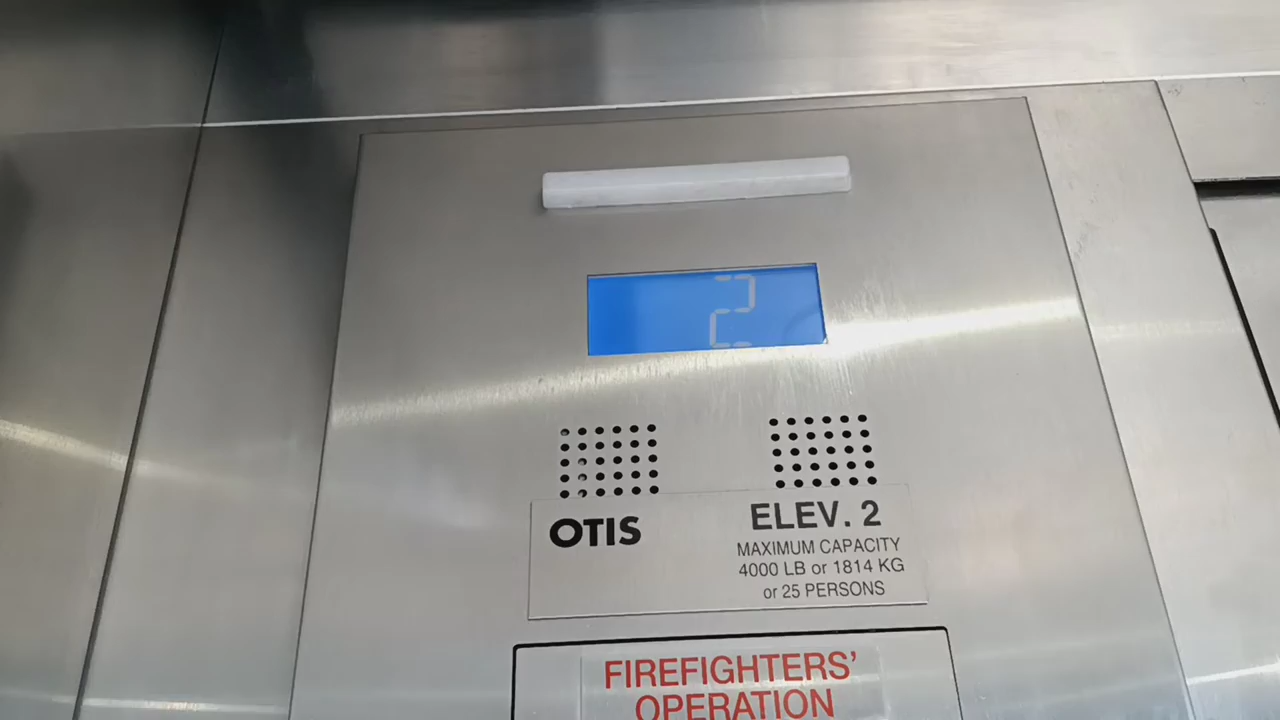 2
OTIS
ELEV. 2
MAXIMUM CAPACITY
4000 LB or 1814 KG
or 25 PERSONS
FIREFIGHTERS'
OPERATION